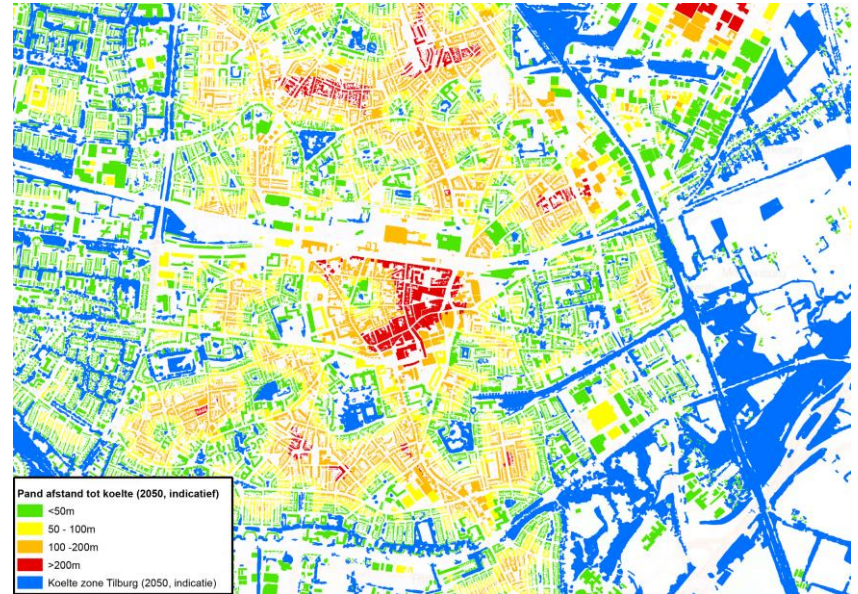 Pand afstand tot koelte (2050, indicatief)
<50m
50 - 100m
100 -200m
>200m
Koelte zone Tilburg (2050, indicatie)